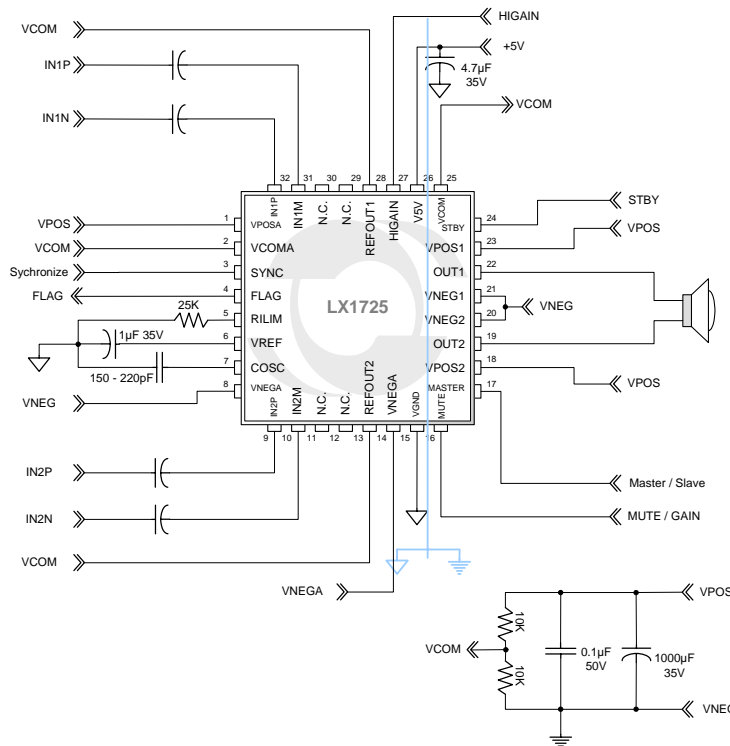 HIGAIN
VCOM
+5V
IN1P
4.7µF
35V
VCOM
IN1N
32 31 30 29 28 27 26 25
IN1P
IN1M
N.C.
N.C.
REFOUT1
HIGAIN
V5V
VCOM
STBY
VPOS 1 VPOSA STBY 24
VPOS
VCOM 2 VCOMA VPOS1 23
Sychronize 3 SYNC OUT1 22
FLAG 4 FLAG VNEG1 21
25K
LX1725
VNEG
5 RILIM VNEG2 20
1µF 35V
6 VREF OUT2 19
150 - 220pF
7 COSC VPOS2 18
VNEG 8 VNEGA MASTER 17
VPOS
IN2P
IN2M
N.C.
N.C.
REFOUT2
VNEGA
VGND
MUTE
9 10 11 12 13 14 15 16
IN2P
Master / Slave
IN2N
MUTE / GAIN
VCOM
VNEGA
VPOS
10K
VCOM
10K
0.1µF
50V
1000µF
35V
VNEG